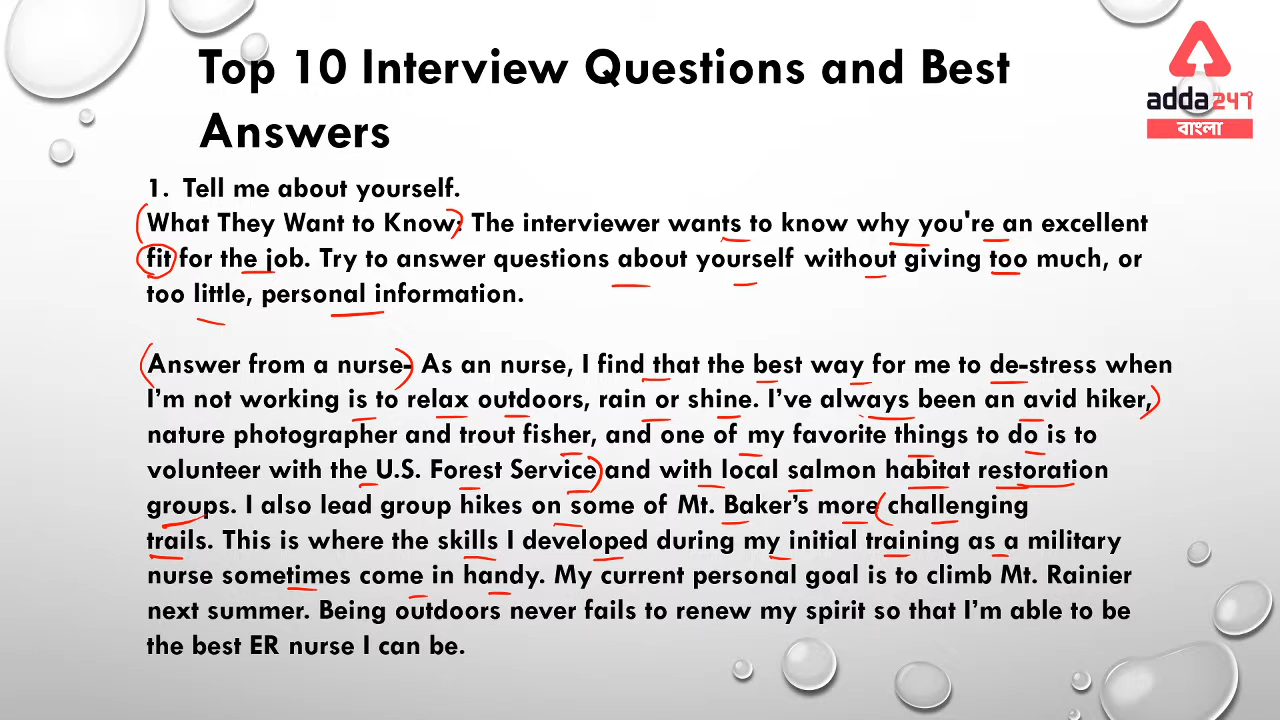 Top 10 Interview Questions and Best
Answers
adda247
বাংলা
1. Tell me about yourself.
What They Want to Know: The interviewer wants to know why you're an excellent
fit for the job. Try to answer questions about yourself without giving too much, or
too little, personal information.
Answer from a nurse- As an nurse, I find that the best way for me to de-stress when
I'm not working is to relax outdoors, rain or shine. I've always been an avid hiker,
nature photographer and trout fisher, and one of my favorite things to do is to
volunteer with the U.S. Forest Service and with local salmon habitat restoration
groups. I also lead group hikes on some of Mt. Baker's more challenging
trails. This is where the skills I developed during my initial training as a military
nurse sometimes come in handy. My current personal goal is to climb Mt. Rainier
next summer. Being outdoors never fails to renew my spirit so that I'm able to be
the best ER nurse I can be.